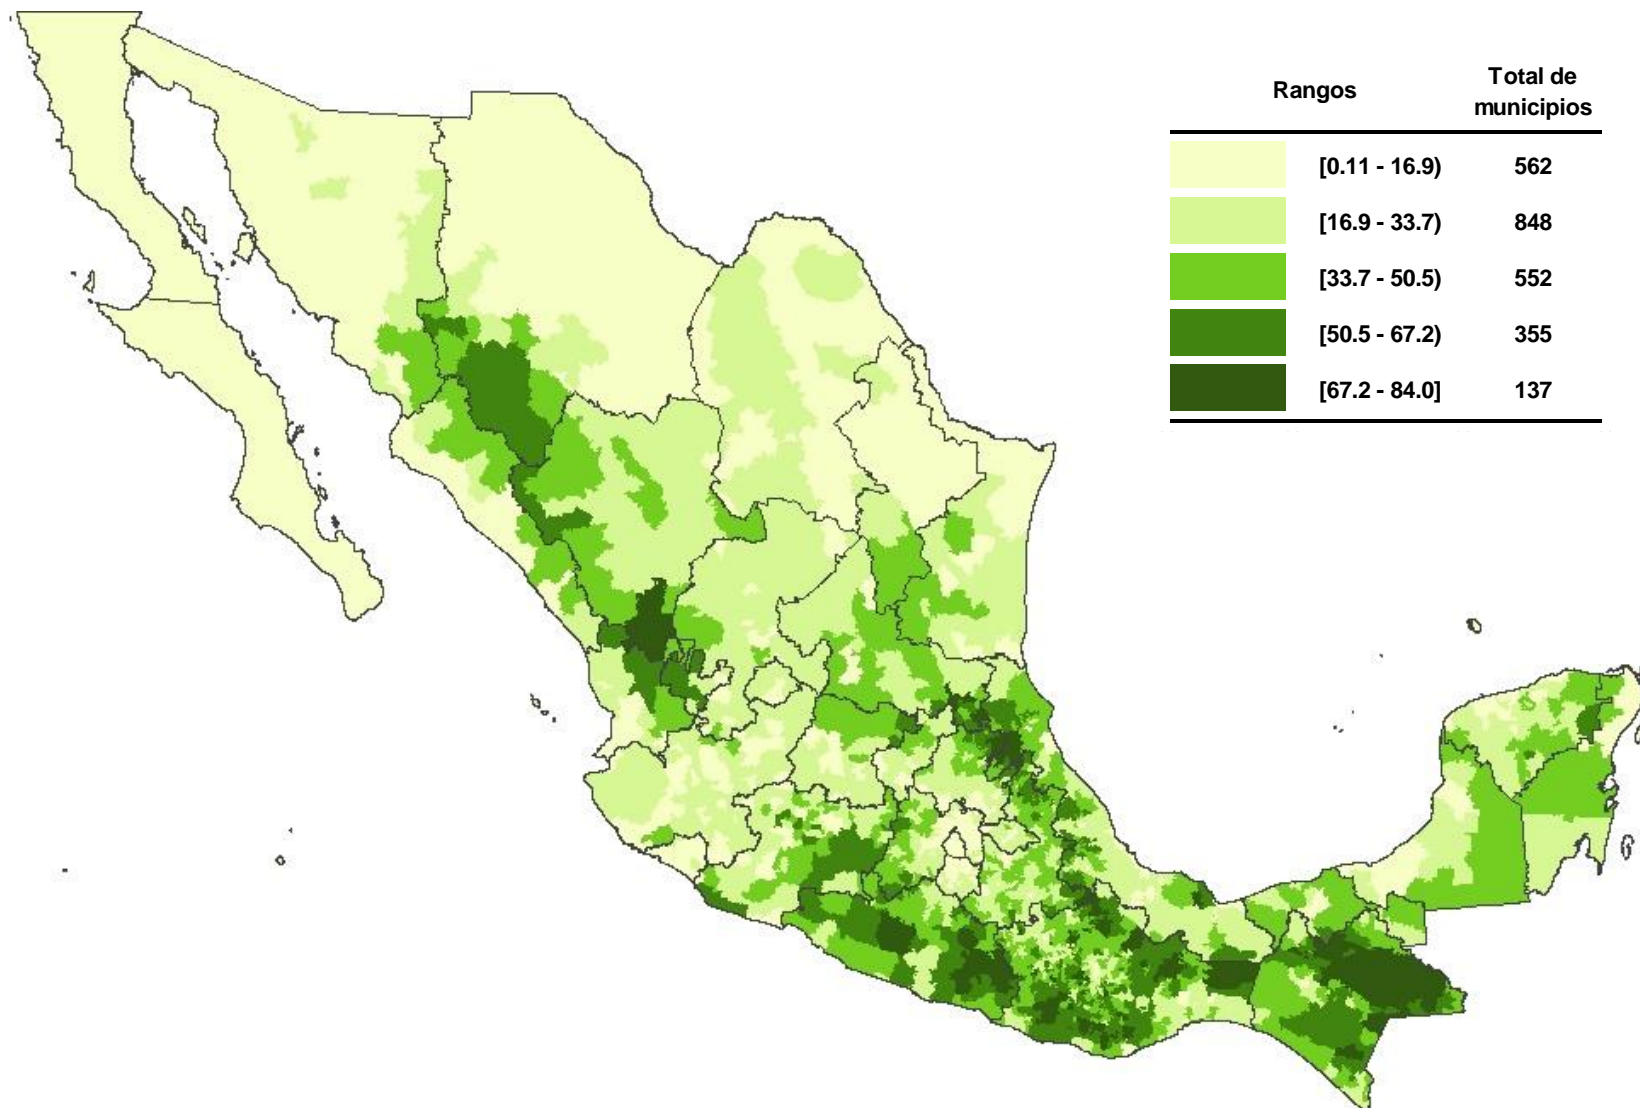 Rangos
Total de
municipios
[0.11 - 16.9) 562
[16.9 - 33.7) 848
[33.7 - 50.5) 552
[50.5 - 67.2) 355
[67.2 - 84.0] 137